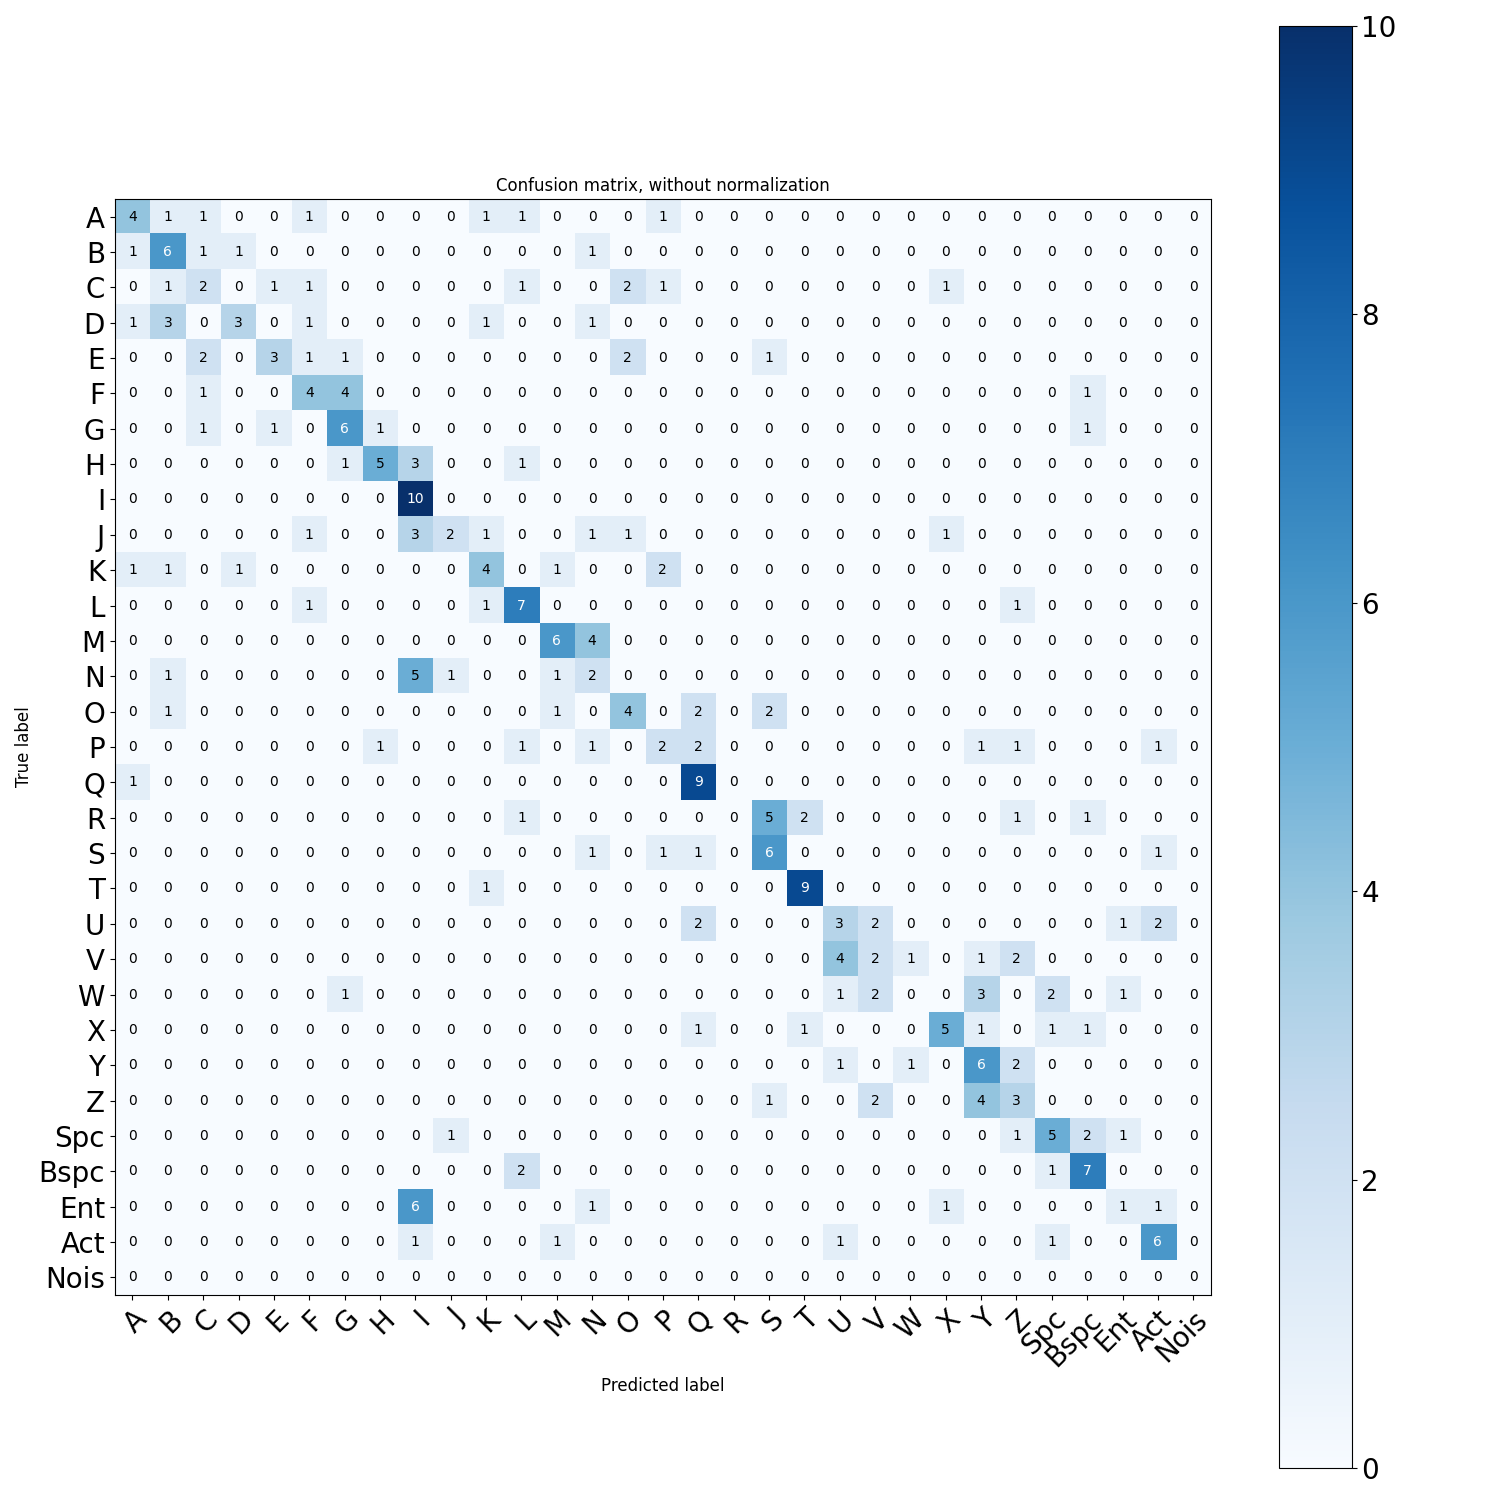 Confusion matrix, without normalization
A 4 1 1 0 0 1 0 0 0 0 1 1 0 0 0 1 0 0 0 0 0 0 0 0 0 0 0 0 0 0 0
B 1 6 1 1 0 0 0 0 0 0 0 0 0 1 0 0 0 0 0 0 0 0 0 0 0 0 0 0 0 0 0
C 0 1 2 0 1 1 0 0 0 0 0 1 0 0 2 1 0 0 0 0 0 0 0 1 0 0 0 0 0 0 0
D 1 3 0 3 0 1 0 0 0 0 1 0 0 1 0 0 0 0 0 0 0 0 0 0 0 0 0 0 0 0 0
E 0 0 2 0 3 1 1 0 0 0 0 0 0 0 2 0 0 0 1 0 0 0 0 0 0 0 0 0 0 0 0
F 0 0 1 0 0 4 4 0 0 0 0 0 0 0 0 0 0 0 0 0 0 0 0 0 0 0 0 1 0 0 0
G 0 0 1 0 1 0 6 1 0 0 0 0 0 0 0 0 0 0 0 0 0 0 0 0 0 0 0 1 0 0 0
H 0 0 0 0 0 0 1 5 3 0 0 1 0 0 0 0 0 0 0 0 0 0 0 0 0 0 0 0 0 0 0
I 0 0 0 0 0 0 0 0 10 0 0 0 0 0 0 0 0 0 0 0 0 0 0 0 0 0 0 0 0 0 0
J 0 0 0 0 0 1 0 0 3 2 1 0 0 1 1 0 0 0 0 0 0 0 0 1 0 0 0 0 0 0 0
K 1 1 0 1 0 0 0 0 0 0 4 0 1 0 0 2 0 0 0 0 0 0 0 0 0 0 0 0 0 0 0
L 0 0 0 0 0 1 0 0 0 0 1 7 0 0 0 0 0 0 0 0 0 0 0 0 0 1 0 0 0 0 0
M 0 0 0 0 0 0 0 0 0 0 0 0 6 4 0 0 0 0 0 0 0 0 0 0 0 0 0 0 0 0 0
N 0 1 0 0 0 0 0 0 5 1 0 0 1 2 0 0 0 0 0 0 0 0 0 0 0 0 0 0 0 0 0
O 0 1 0 0 0 0 0 0 0 0 0 0 1 0 4 0 2 0 2 0 0 0 0 0 0 0 0 0 0 0 0
P 0 0 0 0 0 0 0 1 0 0 0 1 0 1 0 2 2 0 0 0 0 0 0 0 1 1 0 0 0 1 0
Q 1 0 0 0 0 0 0 0 0 0 0 0 0 0 0 0 9 0 0 0 0 0 0 0 0 0 0 0 0 0 0
R 0 0 0 0 0 0 0 0 0 0 0 1 0 0 0 0 0 0 5 2 0 0 0 0 0 1 0 1 0 0 0
S 0 0 0 0 0 0 0 0 0 0 0 0 0 1 0 1 1 0 6 0 0 0 0 0 0 0 0 0 0 1 0
T 0 0 0 0 0 0 0 0 0 0 1 0 0 0 0 0 0 0 0 9 0 0 0 0 0 0 0 0 0 0 0
U 0 0 0 0 0 0 0 0 0 0 0 0 0 0 0 0 2 0 0 0 3 2 0 0 0 0 0 0 1 2 0
V 0 0 0 0 0 0 0 0 0 0 0 0 0 0 0 0 0 0 0 0 4 2 1 0 1 2 0 0 0 0 0
W 0 0 0 0 0 0 1 0 0 0 0 0 0 0 0 0 0 0 0 0 1 2 0 0 3 0 2 0 1 0 0
X 0 0 0 0 0 0 0 0 0 0 0 0 0 0 0 0 1 0 0 1 0 0 0 5 1 0 1 1 0 0 0
Y 0 0 0 0 0 0 0 0 0 0 0 0 0 0 0 0 0 0 0 0 1 0 1 0 6 2 0 0 0 0 0
Z 0 0 0 0 0 0 0 0 0 0 0 0 0 0 0 0 0 0 1 0 0 2 0 0 4 3 0 0 0 0 0
Spc 0 0 0 0 0 0 0 0 0 1 0 0 0 0 0 0 0 0 0 0 0 0 0 0 0 1 5 2 1 0 0
Bspc 0 0 0 0 0 0 0 0 0 0 0 2 0 0 0 0 0 0 0 0 0 0 0 0 0 0 1 7 0 0 0
Ent 0 0 0 0 0 0 0 0 6 0 0 0 0 1 0 0 0 0 0 0 0 0 0 1 0 0 0 0 1 1 0
Act 0 0 0 0 0 0 0 0 1 0 0 0 1 0 0 0 0 0 0 0 1 0 0 0 0 0 1 0 0 6 0
Nois 0 0 0 0 0 0 0 0 0 0 0 0 0 0 0 0 0 0 0 0 0 0 0 0 0 0 0 0 0 0 0
A B C D E F G H I J K L M N O P Q R S T U V W X Y Z Spc Bspc Ent Act Nois
Predicted label
True label
10
8
6
4
2
0